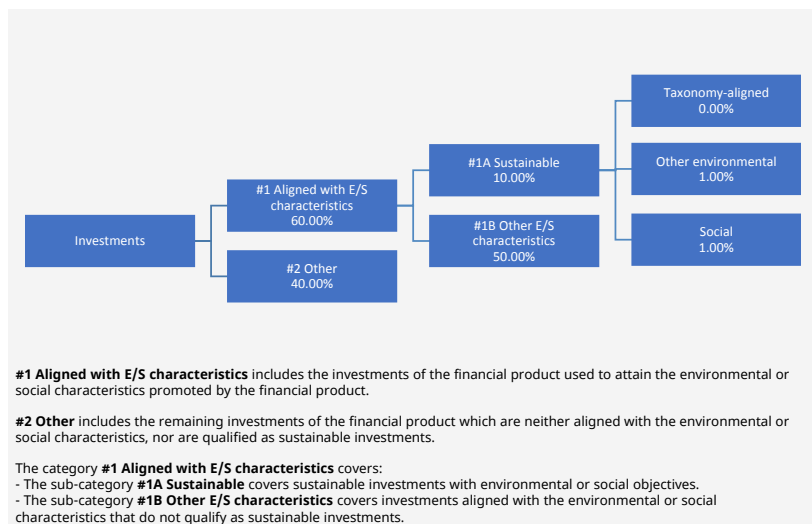 Taxonomy-aligned
0.00%
#1A Sustainable
10.00%
Other environmental
1.00%
#1 Aligned with E/S
characteristics
60.00%
#1B Other E/S
characteristics
50.00%
Social
1.00%
Investments
#2 Other
40.00%
#1 Aligned with E/S characteristics includes the investments of the financial product used to attain the environmental or
social characteristics promoted by the financial product.
#2 Other includes the remaining investments of the financial product which are neither aligned with the environmental or
social characteristics, nor are qualified as sustainable investments.
The category #1 Aligned with E/S characteristics covers:
- The sub-category #1A Sustainable covers sustainable investments with environmental or social objectives.
- The sub-category #1B Other E/S characteristics covers investments aligned with the environmental or social
characteristics that do not qualify as sustainable investments.